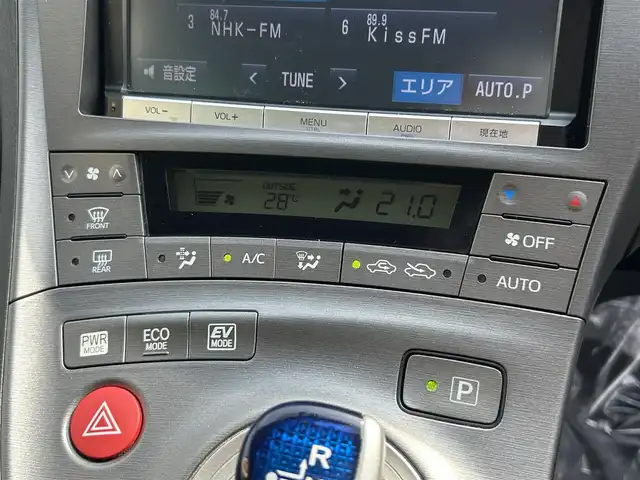 84.7
3 NHK-FM
89.9
6 KissFM
音設定
< TUNE >
エリア
AUTO.P
VOL−
VOL+
MENU
AUDIO
現在地
OUTSIDE
28℃
21.0
FRONT
OFF
REAR
A/C
AUTO
PWR
MODE
ECO
MODE
EV
MODE
P
R